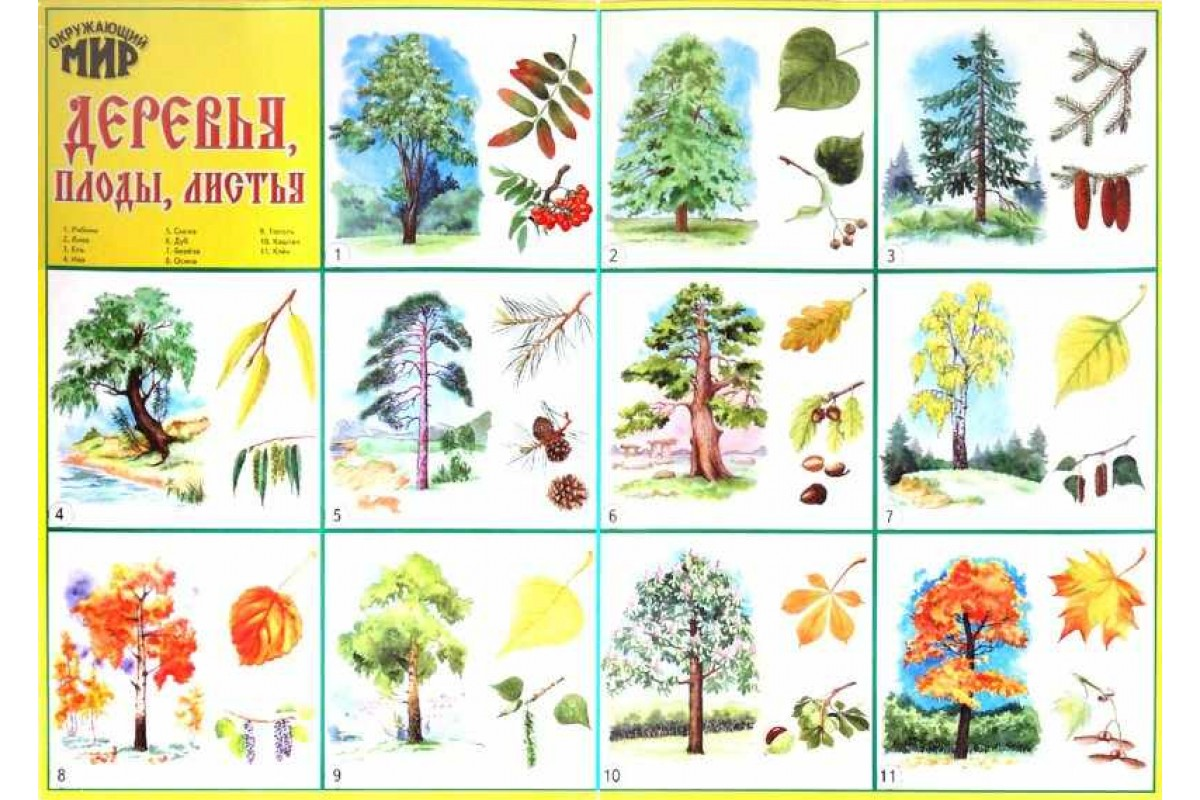 ОКРУЖАЮЩИЙ
МИР
ДЕРЕВЬЯ,
ПЛОДЫ, ЛИСТЬЯ
1. Рябина
2. Липа
3. Ель
4. Ива
5. Сосна
6. Дуб
7. Берёза
8. Осина
9. Тополь
10. Каштан
11. Клён
1
2
3
4
5
6
7
8
9
10
11